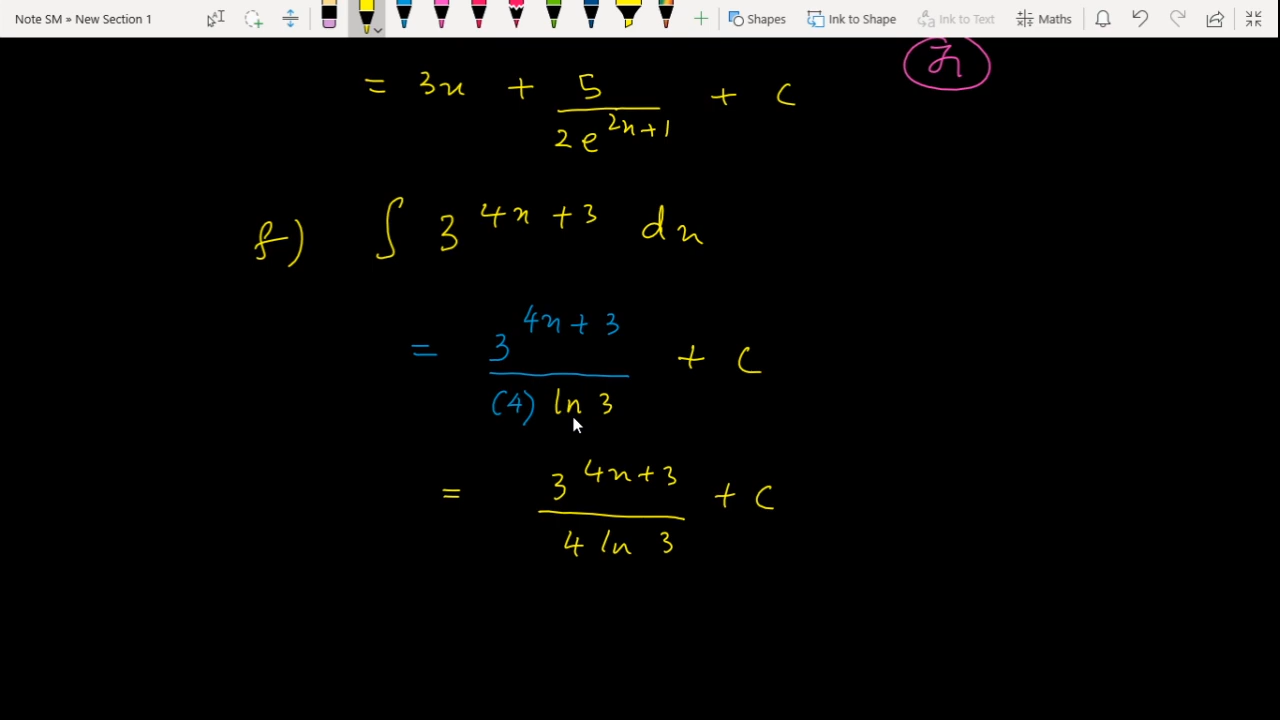 Note SM » New Section 1 Shapes Ink to Shape Ink to Text Maths
= 3x + 5/(2e^(2x+1)) + c
f) ∫ 3^(4x+3) dx
= 3^(4x+3)/((4) ln 3) + c
= 3^(4x+3)/(4 ln 3) + c